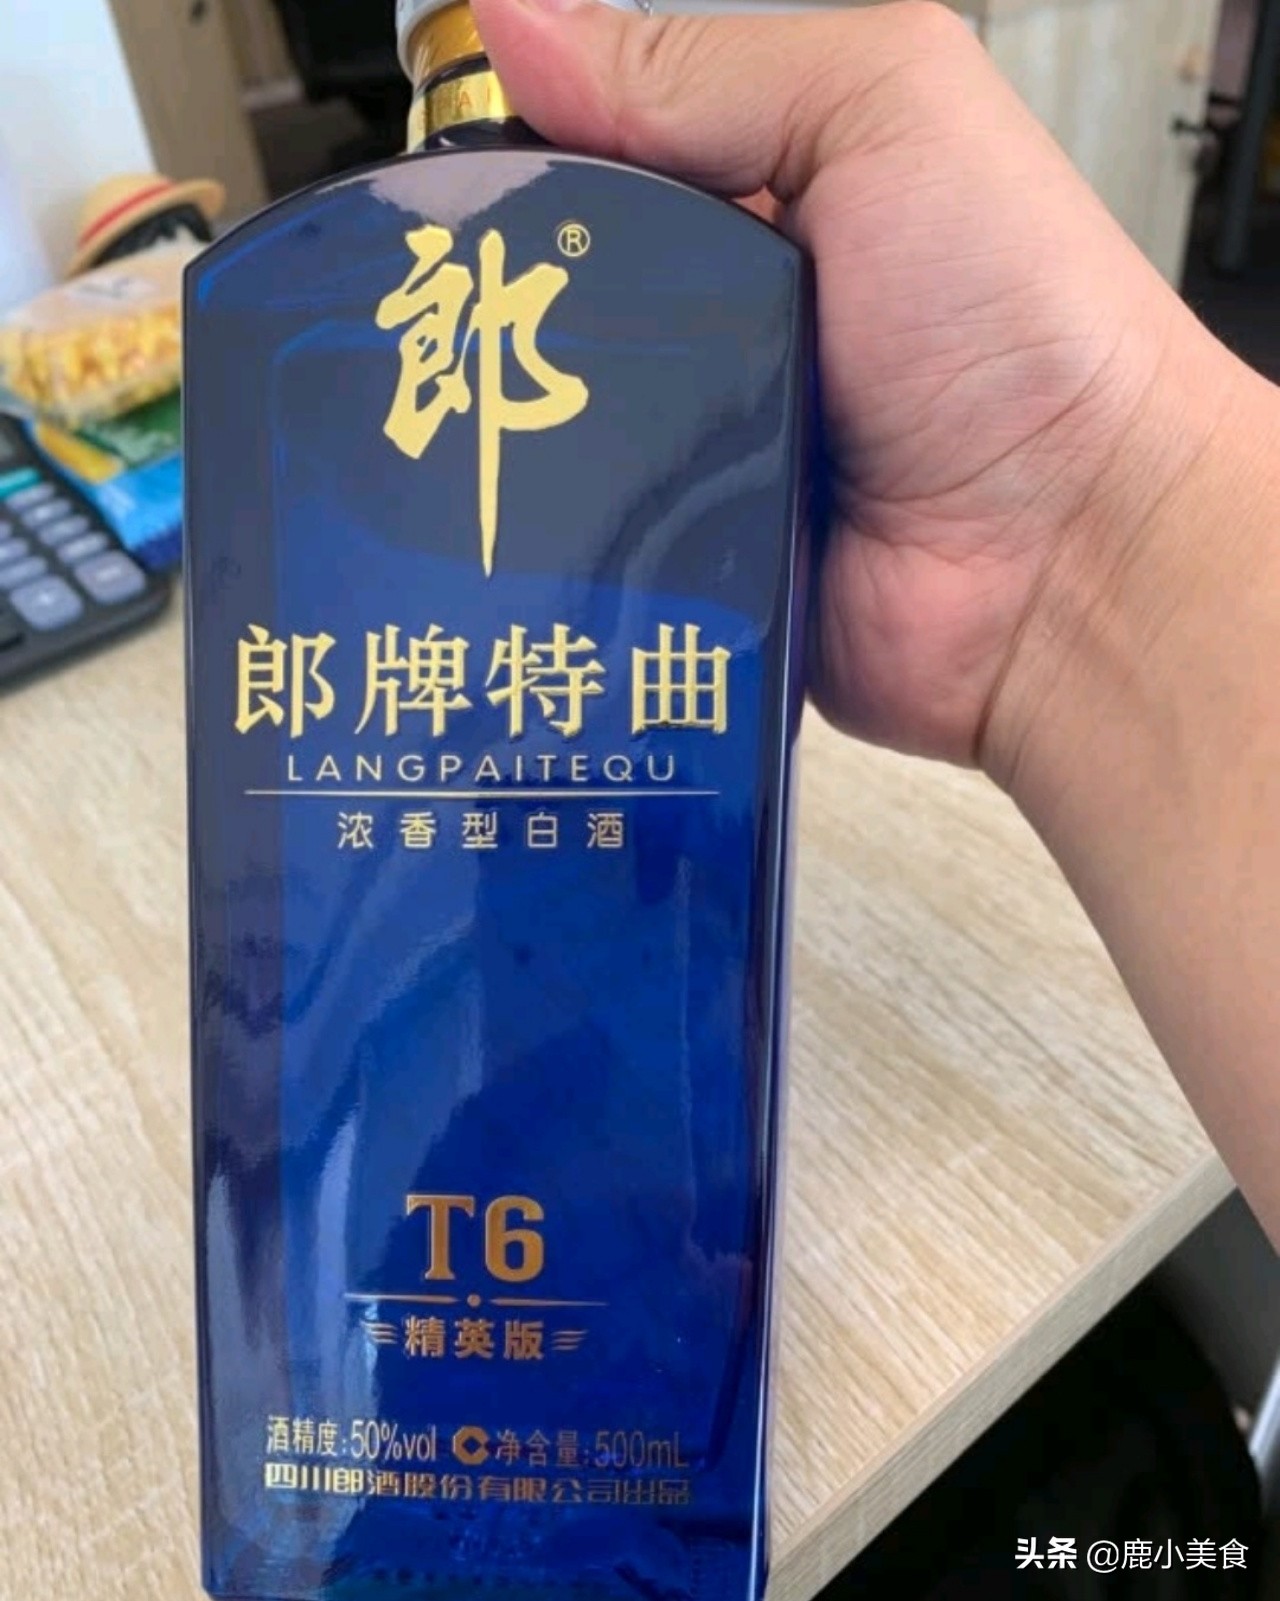 郎®
郎牌特曲
LANGPAITEQU
浓香型白酒
T6
精英版
酒精度:50%vol 净含量:500mL
四川郎酒股份有限公司出品
头条 @鹿小美食